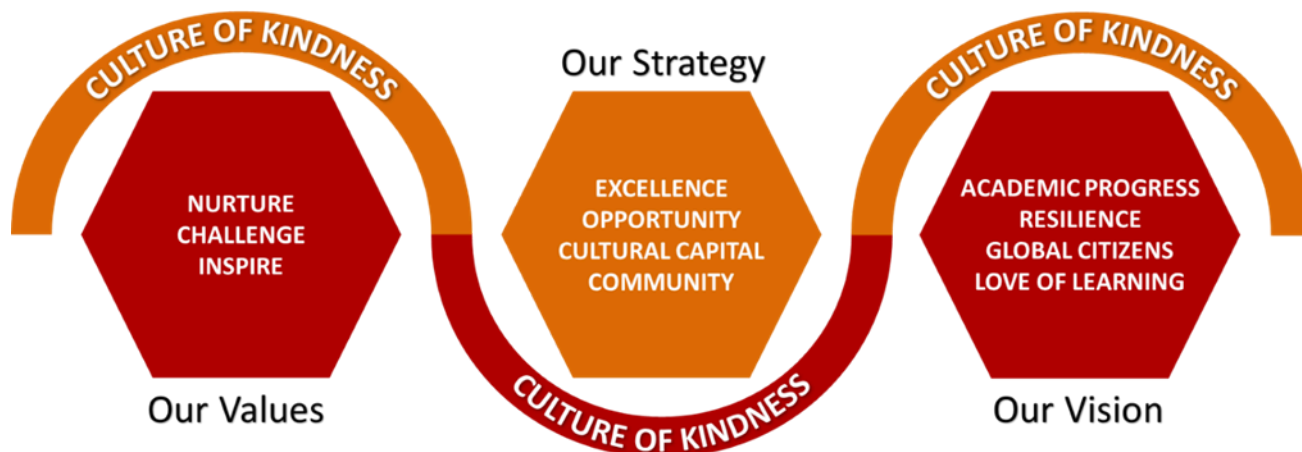 CULTURE OF KINDNESS
NURTURE
CHALLENGE
INSPIRE
Our Values
Our Strategy
EXCELLENCE
OPPORTUNITY
CULTURAL CAPITAL
COMMUNITY
CULTURE OF KINDNESS
CULTURE OF KINDNESS
ACADEMIC PROGRESS
RESILIENCE
GLOBAL CITIZENS
LOVE OF LEARNING
Our Vision